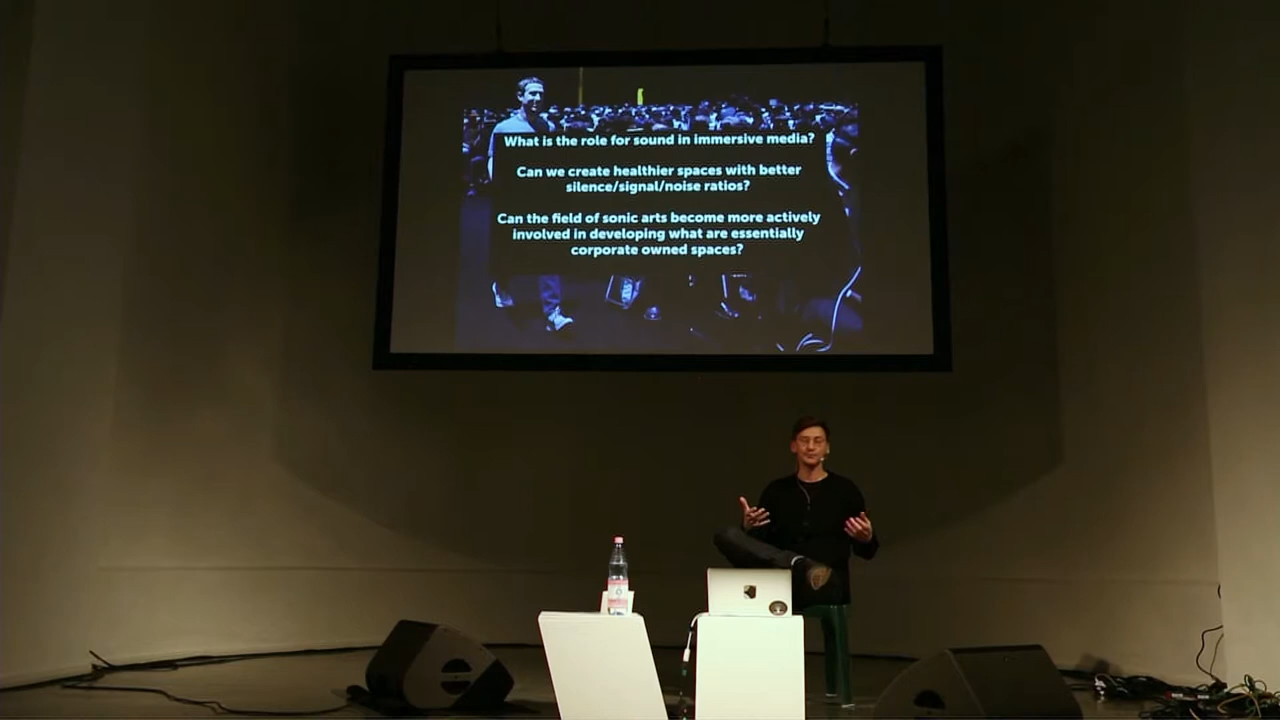 What is the role for sound in immersive media?
Can we create healthier spaces with better
silence/signal/noise ratios?
Can the field of sonic arts become more actively
involved in developing what are essentially
corporate owned spaces?